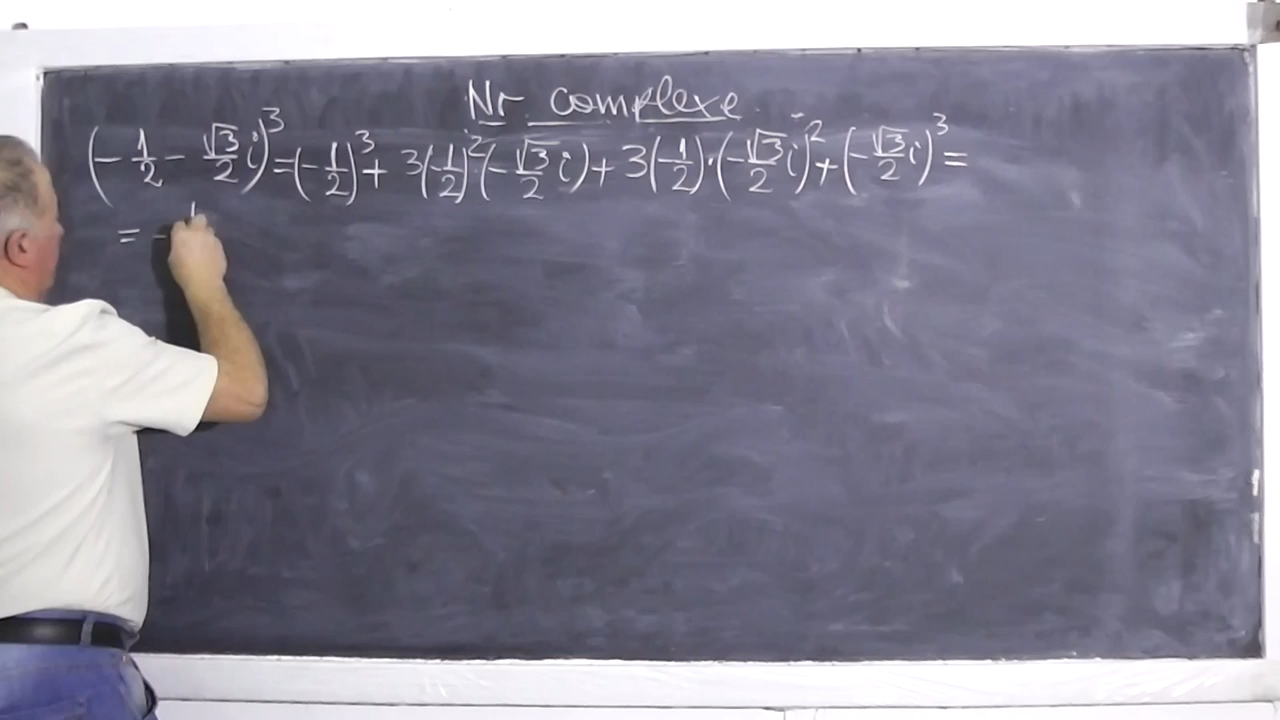 Nr complexe
(-1/2 - √3/2 i)³ = (-1/2)³ + 3(-1/2)²·(-√3/2 i) + 3(-1/2)·(-√3/2 i)² + (-√3/2 i)³ =
= - 1